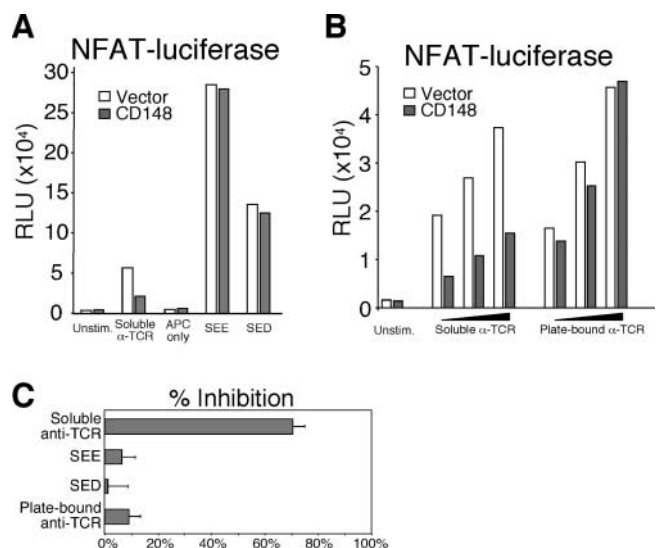 A
NFAT-luciferase
30
25
20
15
10
5
0
RLU (x10⁴)
Vector
CD148
Unstim.
Soluble
α-TCR
APC
only
SEE
SED
B
NFAT-luciferase
5
4
3
2
1
0
RLU (x10⁴)
Vector
CD148
Unstim.
Soluble α-TCR
Plate-bound α-TCR
C
% Inhibition
Soluble
anti-TCR
SEE
SED
Plate-bound
anti-TCR
0% 20% 40% 60% 80% 100%